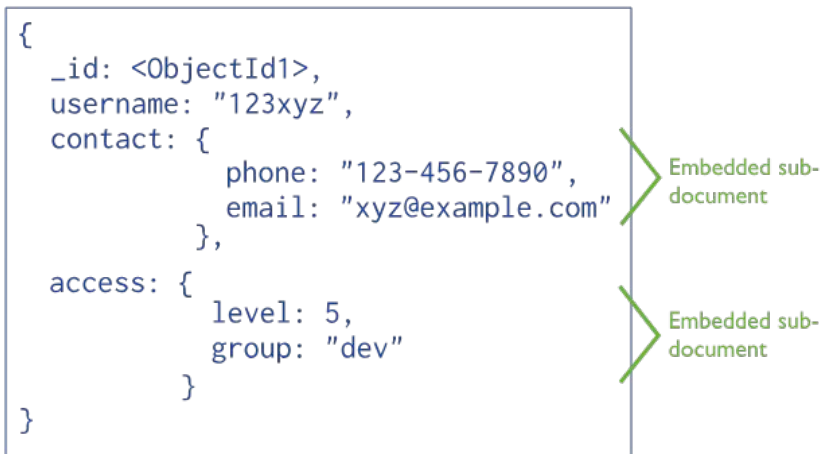 {
_id: <ObjectId1>,
username: "123xyz",
contact: {
phone: "123-456-7890",
email: "xyz@example.com"
},
Embedded sub-
document
access: {
level: 5,
group: "dev"
}
}
Embedded sub-
document